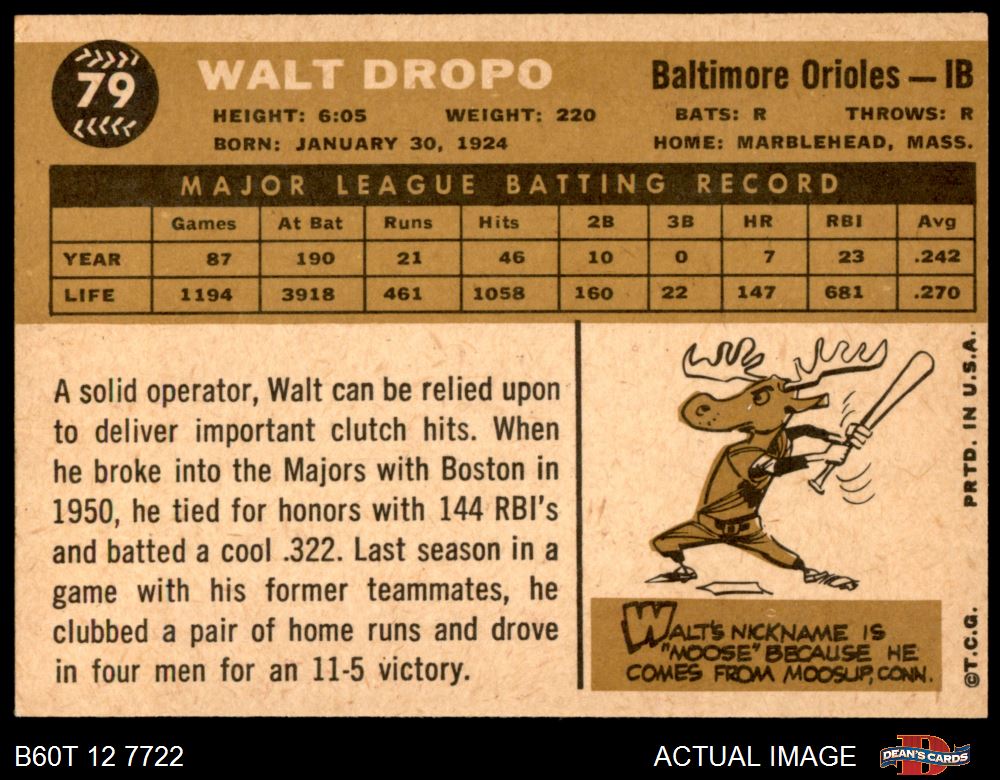 79
WALT DROPO
Baltimore Orioles — 1B
HEIGHT: 6:05 WEIGHT: 220 BATS: R THROWS: R
BORN: JANUARY 30, 1924 HOME: MARBLEHEAD, MASS.
MAJOR LEAGUE BATTING RECORD
Games At Bat Runs Hits 2B 3B HR RBI Avg
YEAR 87 190 21 46 10 0 7 23 .242
LIFE 1194 3918 461 1058 160 22 147 681 .270
A solid operator, Walt can be relied upon
to deliver important clutch hits. When
he broke into the Majors with Boston in
1950, he tied for honors with 144 RBI's
and batted a cool .322. Last season in a
game with his former teammates, he
clubbed a pair of home runs and drove
in four men for an 11-5 victory.
WALT'S NICKNAME IS
"MOOSE" BECAUSE HE
COMES FROM MOOSUP, CONN.
©T.C.G. PRTD. IN U.S.A.
B60T 12 7722
ACTUAL IMAGE
DEAN'S CARDS